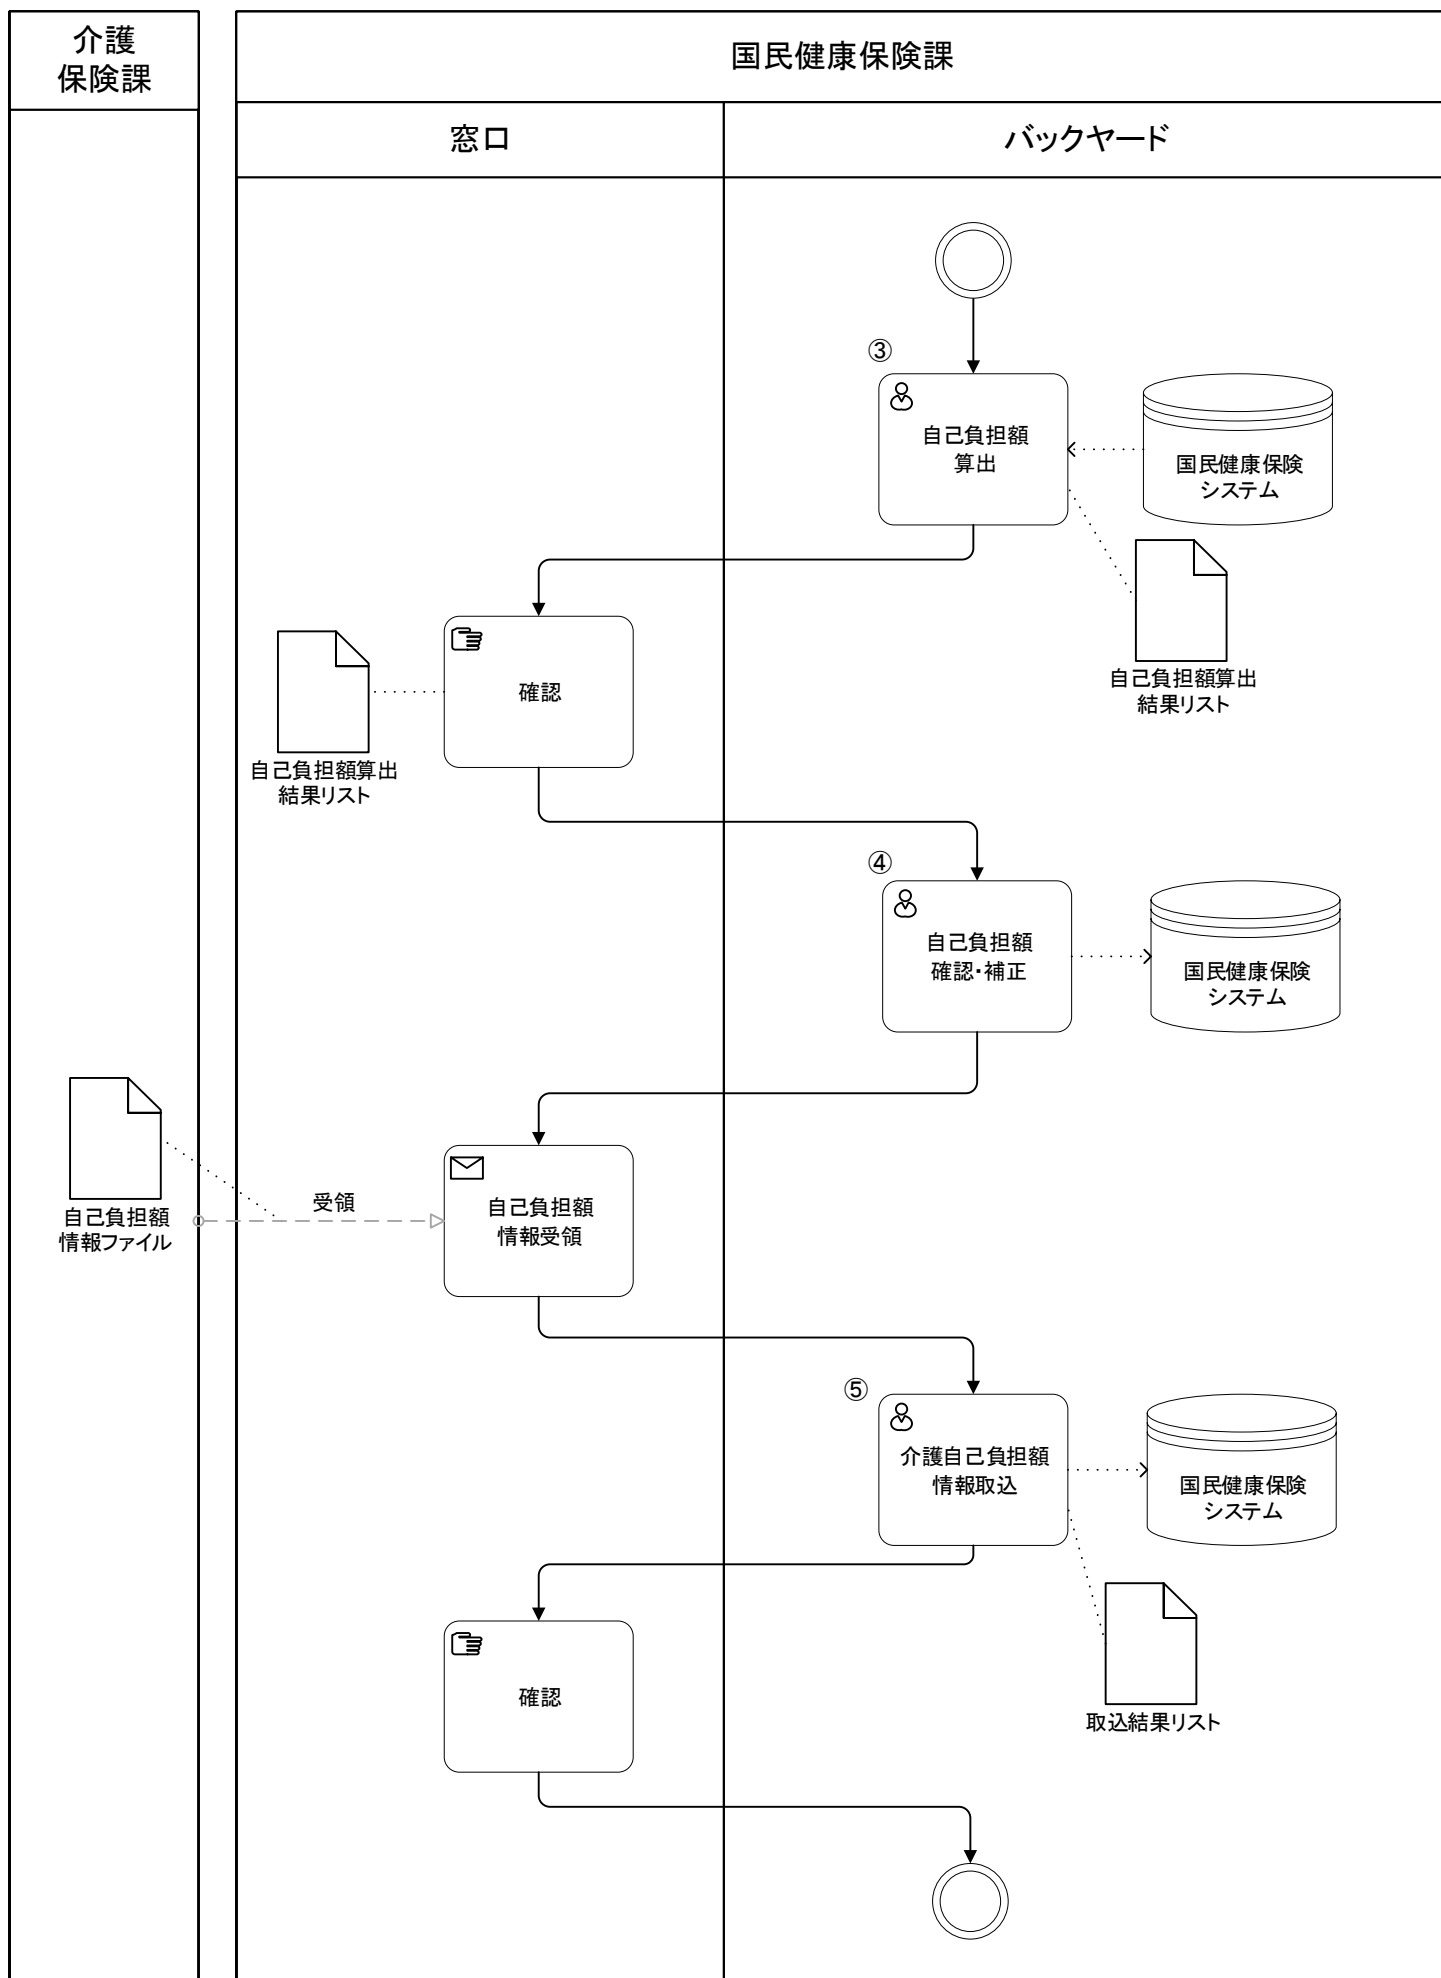 介護
保険課
国民健康保険課
窓口
バックヤード
③
自己負担額
算出
国民健康保険
システム
自己負担額算出
結果リスト
確認
自己負担額算出
結果リスト
④
自己負担額
確認・補正
国民健康保険
システム
自己負担額
情報ファイル
受領
自己負担額
情報受領
⑤
介護自己負担額
情報取込
国民健康保険
システム
取込結果リスト
確認